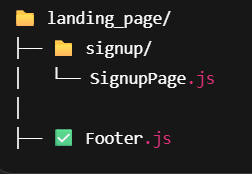 📁 landing_page/
├── 📁 signup/
│   └── SignupPage.js
│
├── ✅ Footer.js